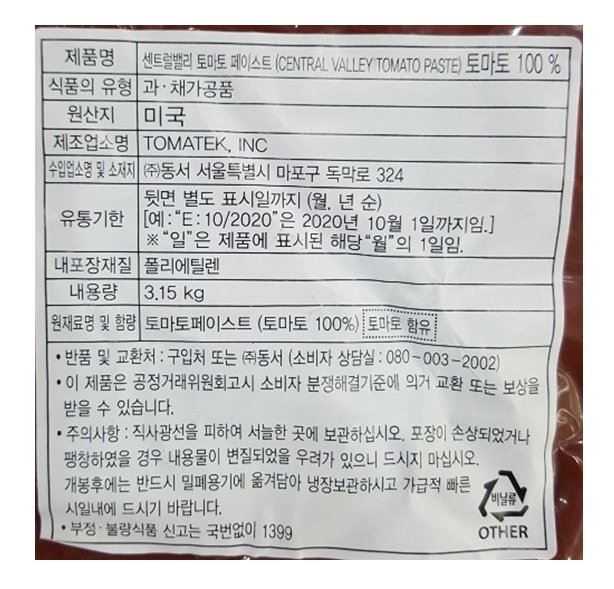 제품명 센트럴밸리 토마토 페이스트 (CENTRAL VALLEY TOMATO PASTE) 토마토 100 %
식품의 유형 과·채가공품
원산지 미국
제조업소명 TOMATEK, INC
수입업소명 및 소재지 ㈜동서 서울특별시 마포구 독막로 324
유통기한 뒷면 별도 표시일까지 (월, 년 순)
[예: “E:10/2020”은 2020년 10월 1일까지임.]
※ “일”은 제품에 표시된 해당 “월”의 1일임.
내포장재질 폴리에틸렌
내용량 3.15 kg
원재료명 및 함량 토마토페이스트 (토마토 100%) 토마토 함유
• 반품 및 교환처 : 구입처 또는 ㈜동서 (소비자 상담실 : 080-003-2002)
• 이 제품은 공정거래위원회고시 소비자 분쟁해결기준에 의거 교환 또는 보상을
받을 수 있습니다.
• 주의사항 : 직사광선을 피하여 서늘한 곳에 보관하십시오. 포장이 손상되었거나
팽창하였을 경우 내용물이 변질되었을 우려가 있으니 드시지 마십시오.
개봉후에는 반드시 밀폐용기에 옮겨담아 냉장보관하시고 가급적 빠른
시일내에 드시기 바랍니다.
• 부정·불량식품 신고는 국번없이 1399
비닐류
OTHER